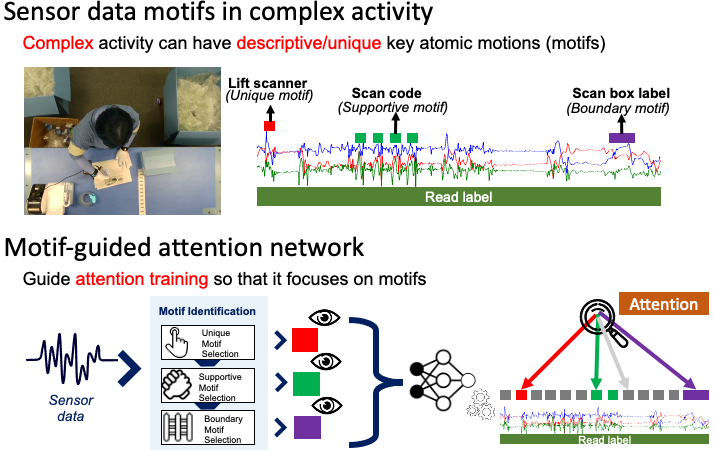 Sensor data motifs in complex activity
Complex activity can have descriptive/unique key atomic motions (motifs)
Lift scanner
(Unique motif)
Scan code
(Supportive motif)
Scan box label
(Boundary motif)
Read label
Motif-guided attention network
Guide attention training so that it focuses on motifs
Motif Identification
Unique
Motif
Selection
Supportive
Motif
Selection
Boundary
Motif
Selection
Sensor
data
Attention
Read label